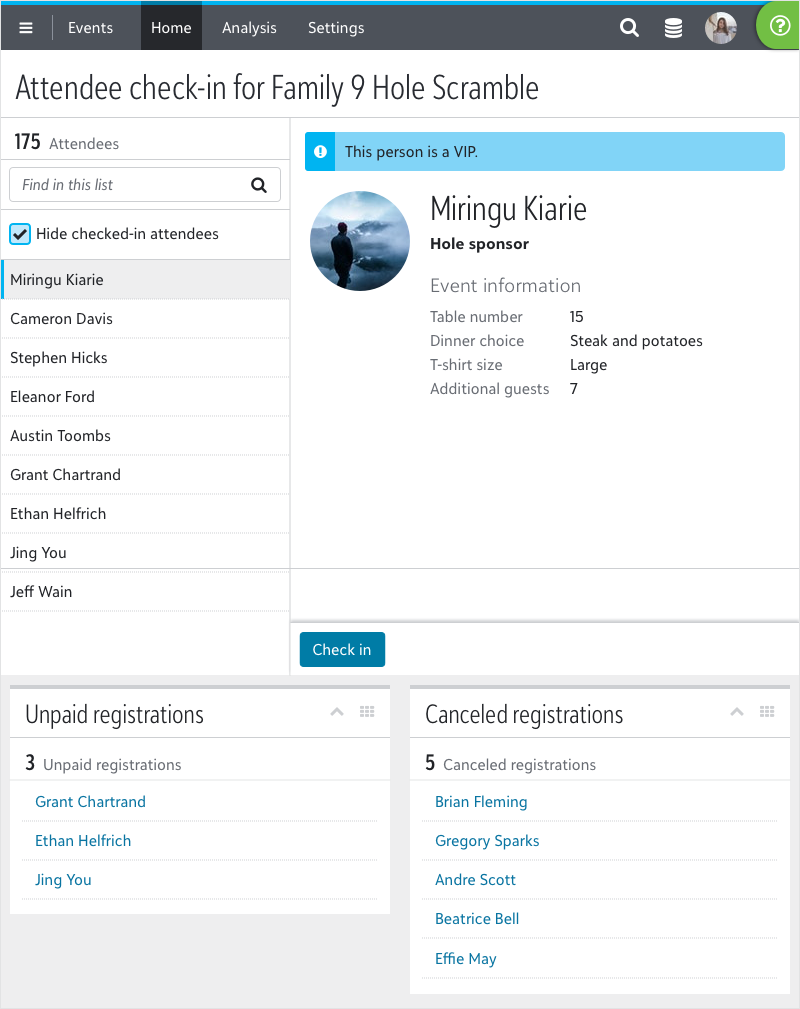 Events Home Analysis Settings
Attendee check-in for Family 9 Hole Scramble
175 Attendees
Find in this list
Hide checked-in attendees
Miringu Kiarie
Cameron Davis
Stephen Hicks
Eleanor Ford
Austin Toombs
Grant Chartrand
Ethan Helfrich
Jing You
Jeff Wain
This person is a VIP.
Miringu Kiarie
Hole sponsor
Event information
Table number 15
Dinner choice Steak and potatoes
T-shirt size Large
Additional guests 7
Check in
Unpaid registrations
3 Unpaid registrations
Grant Chartrand
Ethan Helfrich
Jing You
Canceled registrations
5 Canceled registrations
Brian Fleming
Gregory Sparks
Andre Scott
Beatrice Bell
Effie May